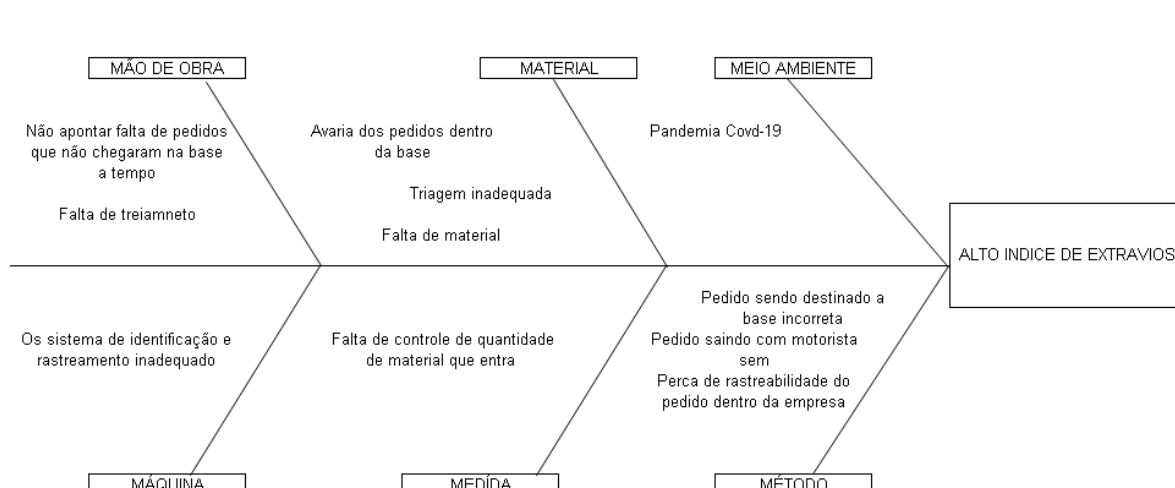 MÃO DE OBRA
MATERIAL
MEIO AMBIENTE
Não apontar falta de pedidos
que não chegaram na base
a tempo
Falta de treiamneto
Avaria dos pedidos dentro
da base
Triagem inadequada
Falta de material
Pandemia Covd-19
ALTO INDICE DE EXTRAVIOS
Os sistema de identificação e
rastreamento inadequado
Falta de controle de quantidade
de material que entra
Pedido sendo destinado a
base incorreta
Pedido saindo com motorista
sem
Perca de rastreabilidade do
pedido dentro da empresa
MÁQUINA
MEDÍDA
MÉTODO